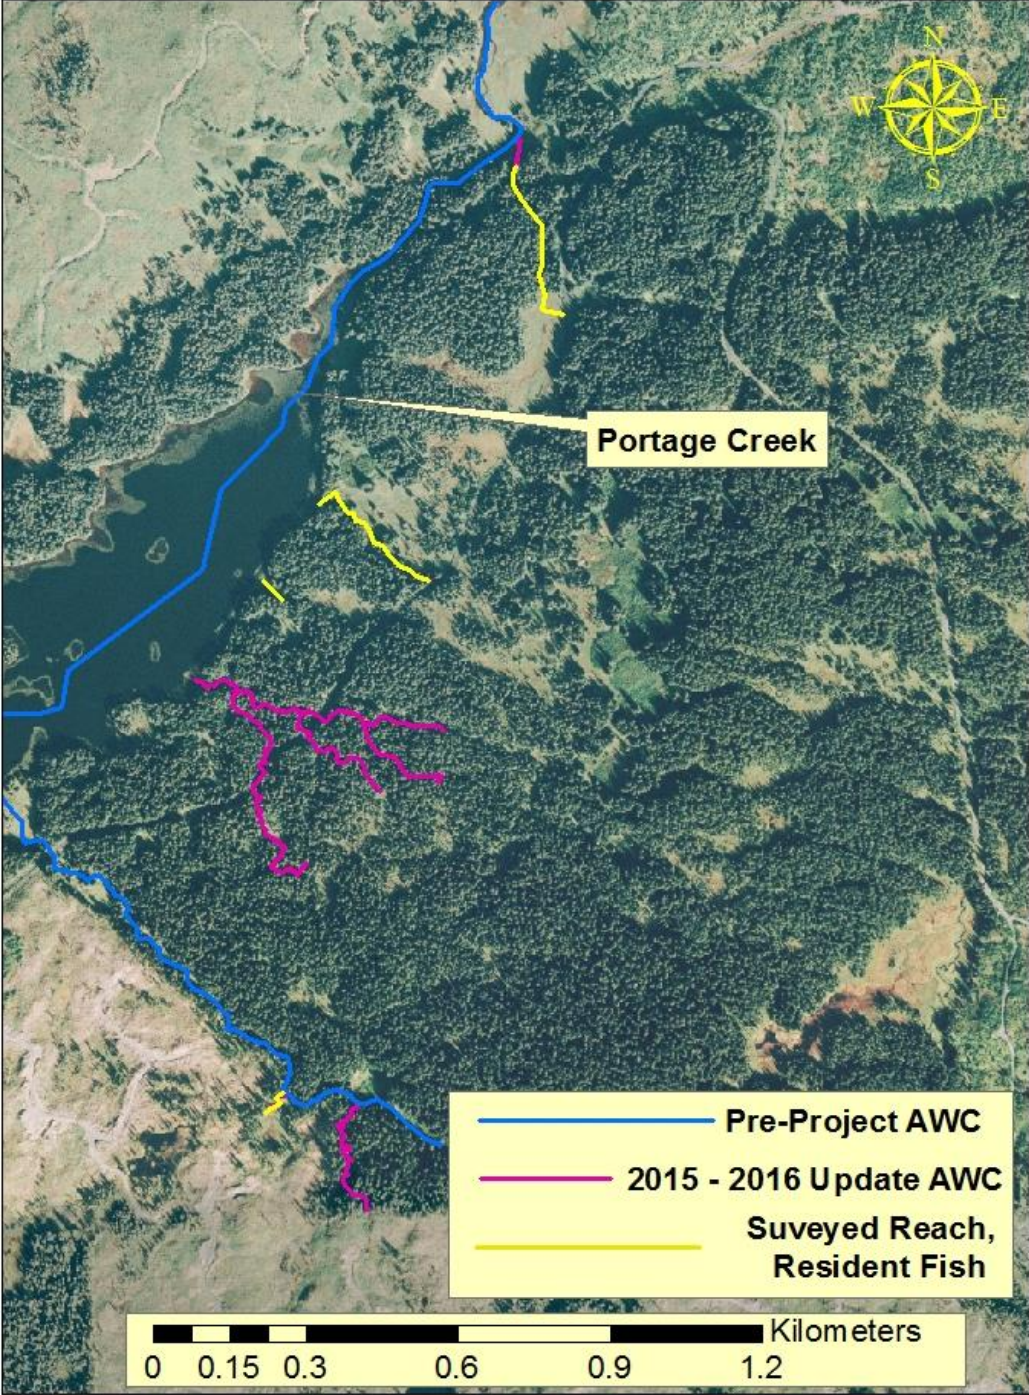 N
W E
S
Portage Creek
Pre-Project AWC
2015 - 2016 Update AWC
Suveyed Reach,
Resident Fish
Kilometers
0 0.15 0.3 0.6 0.9 1.2